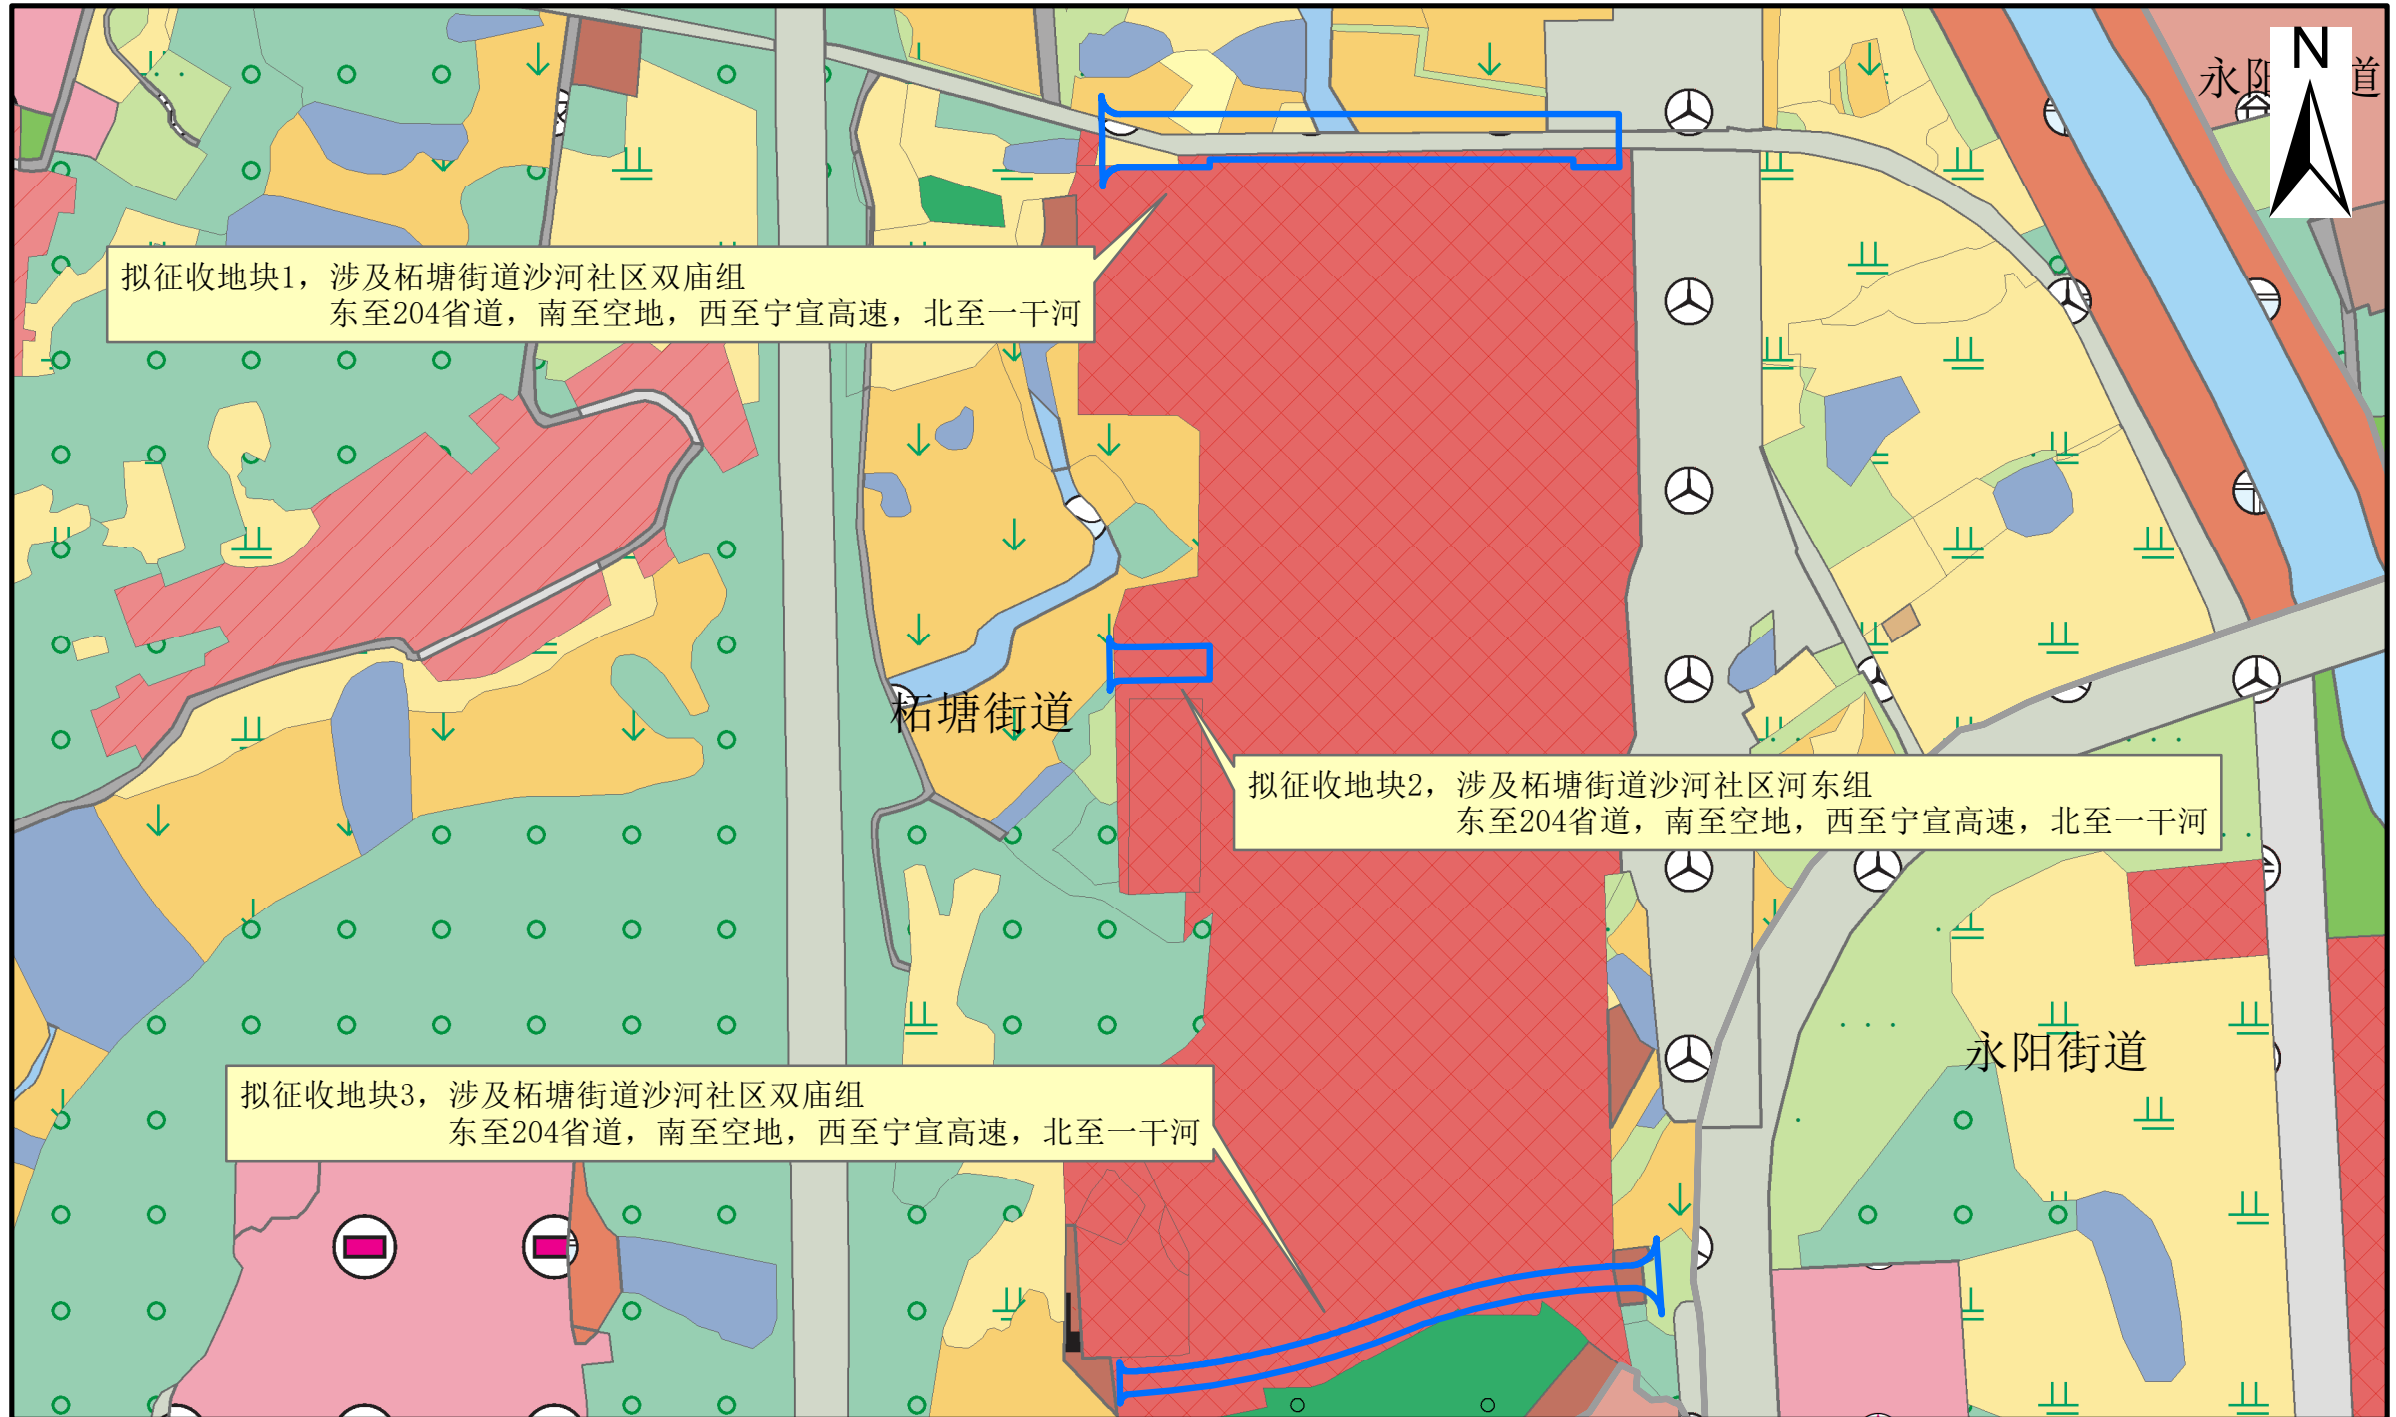 N
永阳 道
拟征收地块1，涉及柘塘街道沙河社区双庙组
东至204省道，南至空地，西至宁宣高速，北至一干河
柘塘街道
拟征收地块2，涉及柘塘街道沙河社区河东组
东至204省道，南至空地，西至宁宣高速，北至一干河
永阳街道
拟征收地块3，涉及柘塘街道沙河社区双庙组
东至204省道，南至空地，西至宁宣高速，北至一干河